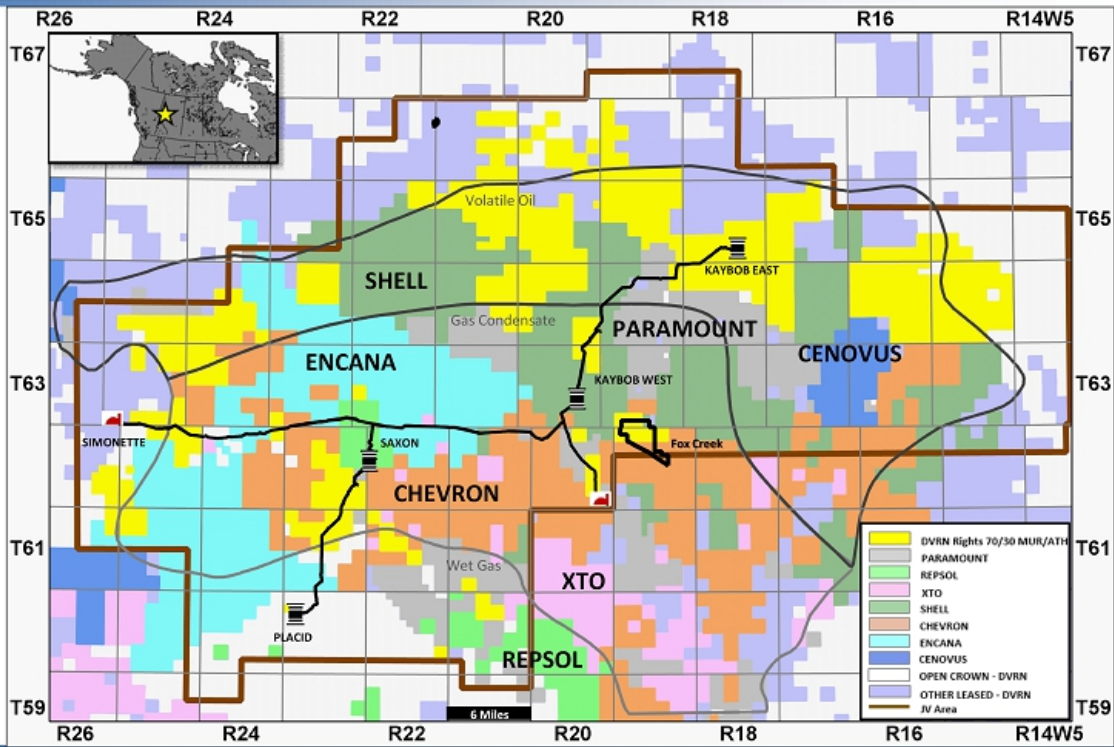 R26 R24 R22 R20 R18 R16 R14W5
T67 T67
T65
Volatile Oil
KAYBOB EAST
SHELL
Gas Condensate
PARAMOUNT
ENCANA
CENOVUS
T63 T63
KAYBOB WEST
SIMONETTE
SAXON
Fox Creek
CHEVRON
T61 T61
Wet Gas
XTO
PLACID
REPSOL
DVRN Rights 70/30 MUR/ATH
PARAMOUNT
REPSOL
XTO
SHELL
CHEVRON
ENCANA
CENOVUS
OPEN CROWN - DVRN
OTHER LEASED - DVRN
JV Area
T59 T59
6 Miles
R26 R24 R22 R20 R18 R16 R14W5
T65